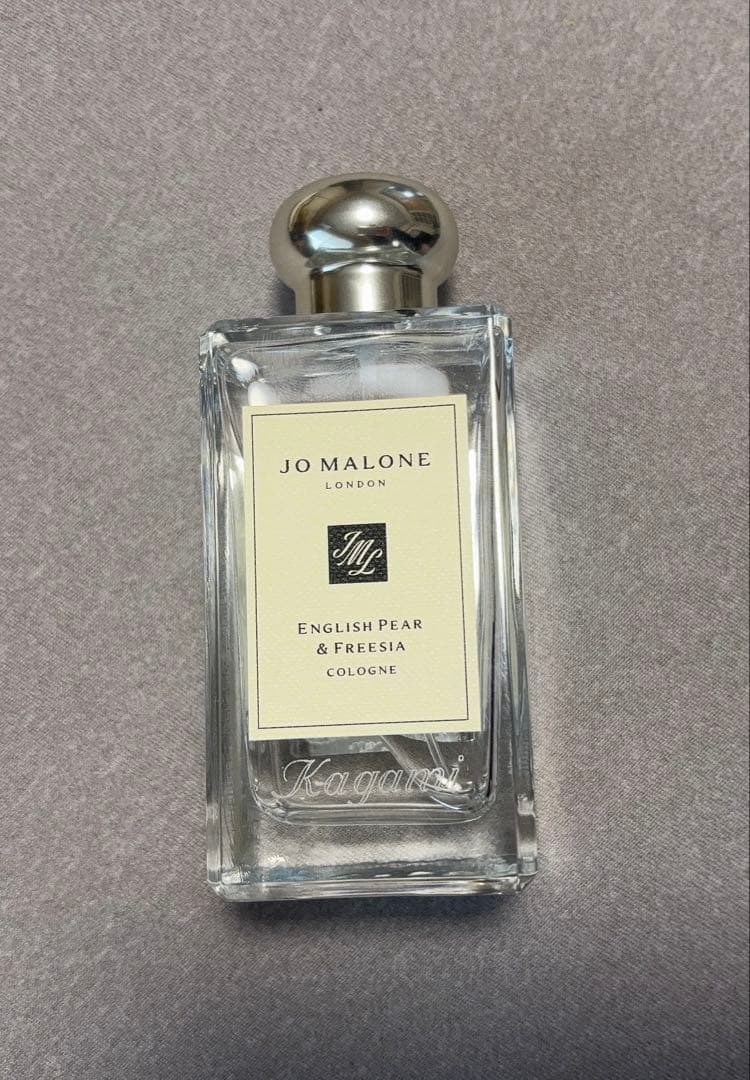 JO MALONE
LONDON
JML
ENGLISH PEAR
& FREESIA
COLOGNE
Kagami